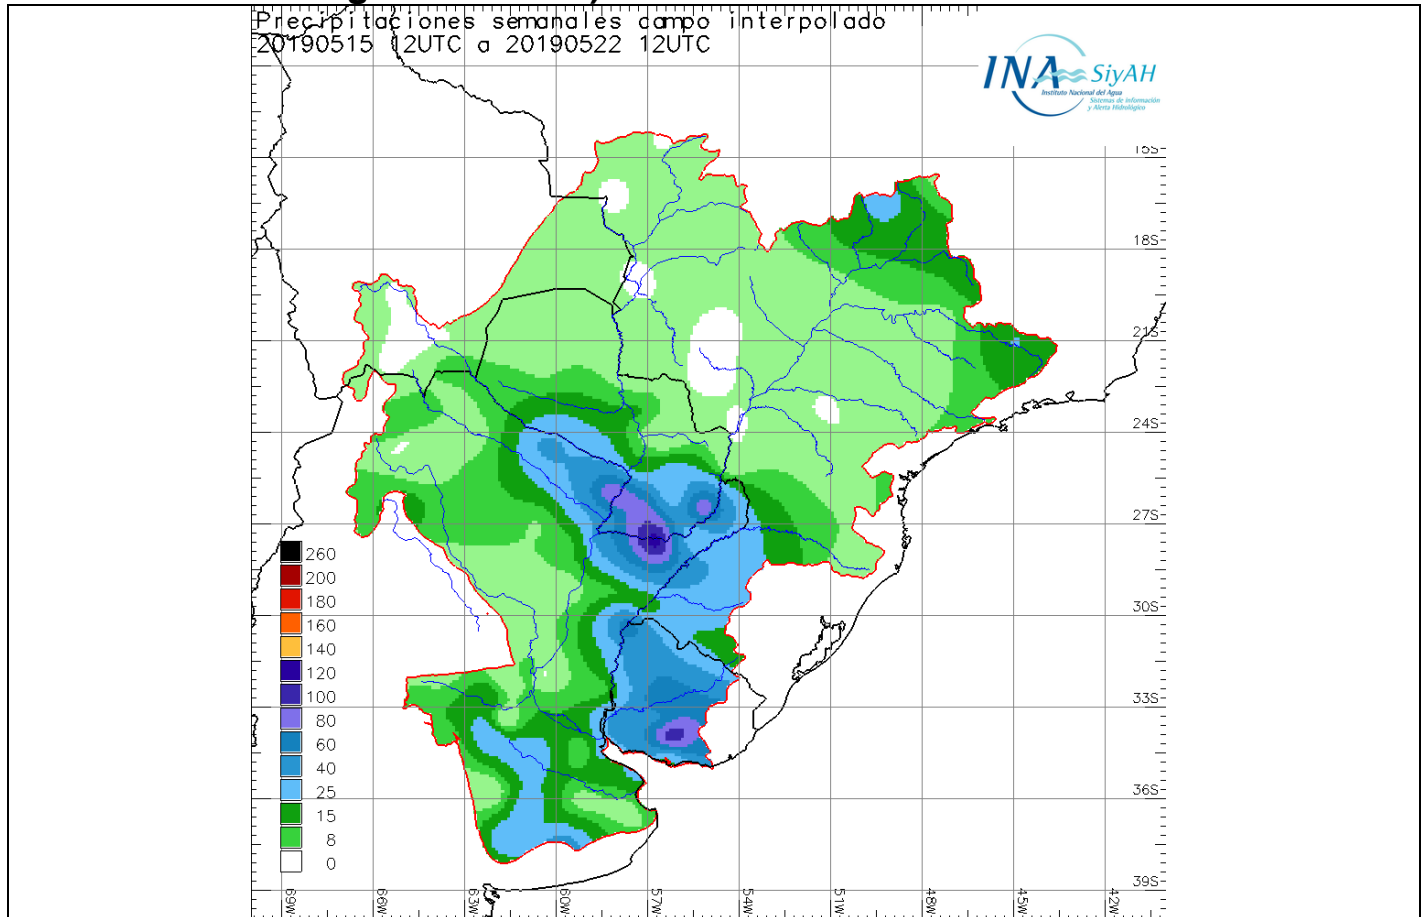 Precipitaciones semanales campo interpolado
20190515 12UTC a 20190522 12UTC
INA SiyAH
Instituto Nacional del Agua
Sistemas de Información
y Alerta Hidrológico
15S
18S
21S
24S
27S
30S
33S
36S
39S
260
200
180
160
140
120
100
80
60
40
25
15
8
0
69W
66W
63W
60W
57W
54W
51W
48W
45W
42W